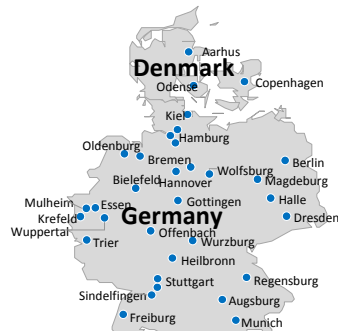 Aarhus
Denmark
Odense
Copenhagen
Kiel
Hamburg
Oldenburg
Bremen
Berlin
Wolfsburg
Bielefeld
Hannover
Magdeburg
Mulheim
Essen
Gottingen
Halle
Krefeld
Germany
Dresden
Wuppertal
Offenbach
Trier
Wurzburg
Heilbronn
Stuttgart
Regensburg
Sindelfingen
Augsburg
Freiburg
Munich